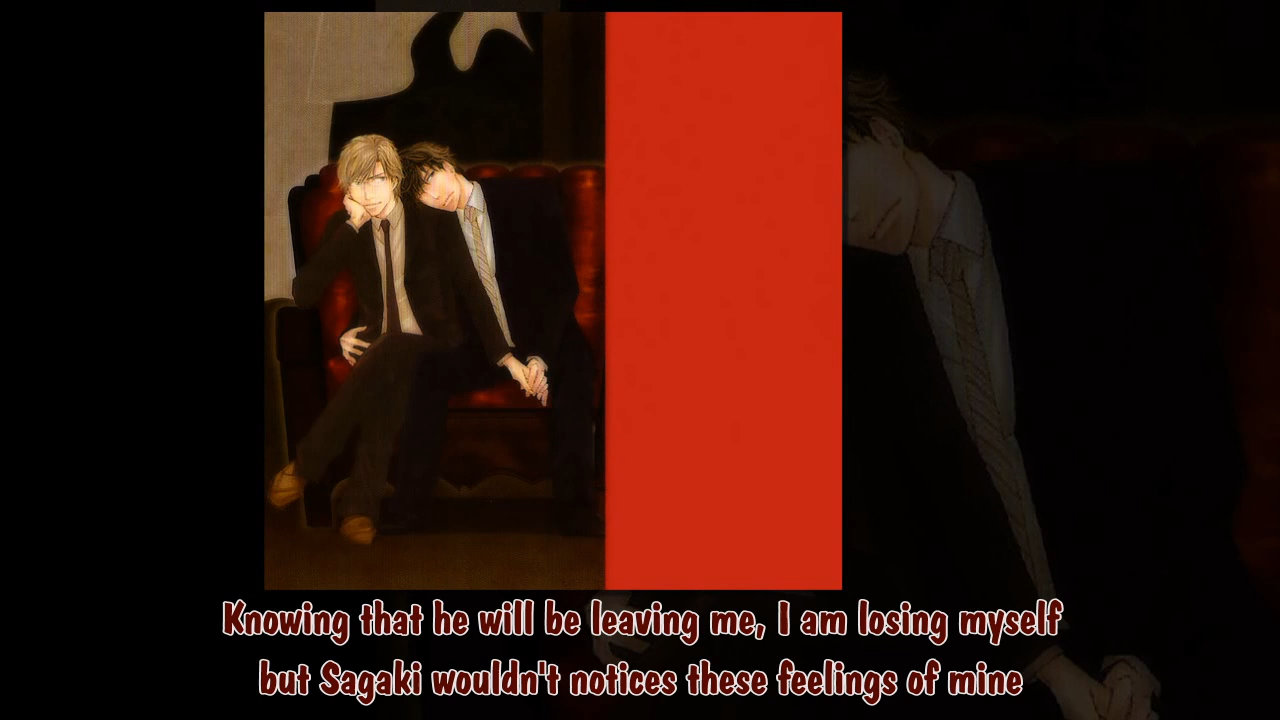 Knowing that he will be leaving me, I am losing myself
but Sagaki wouldn't notices these feelings of mine